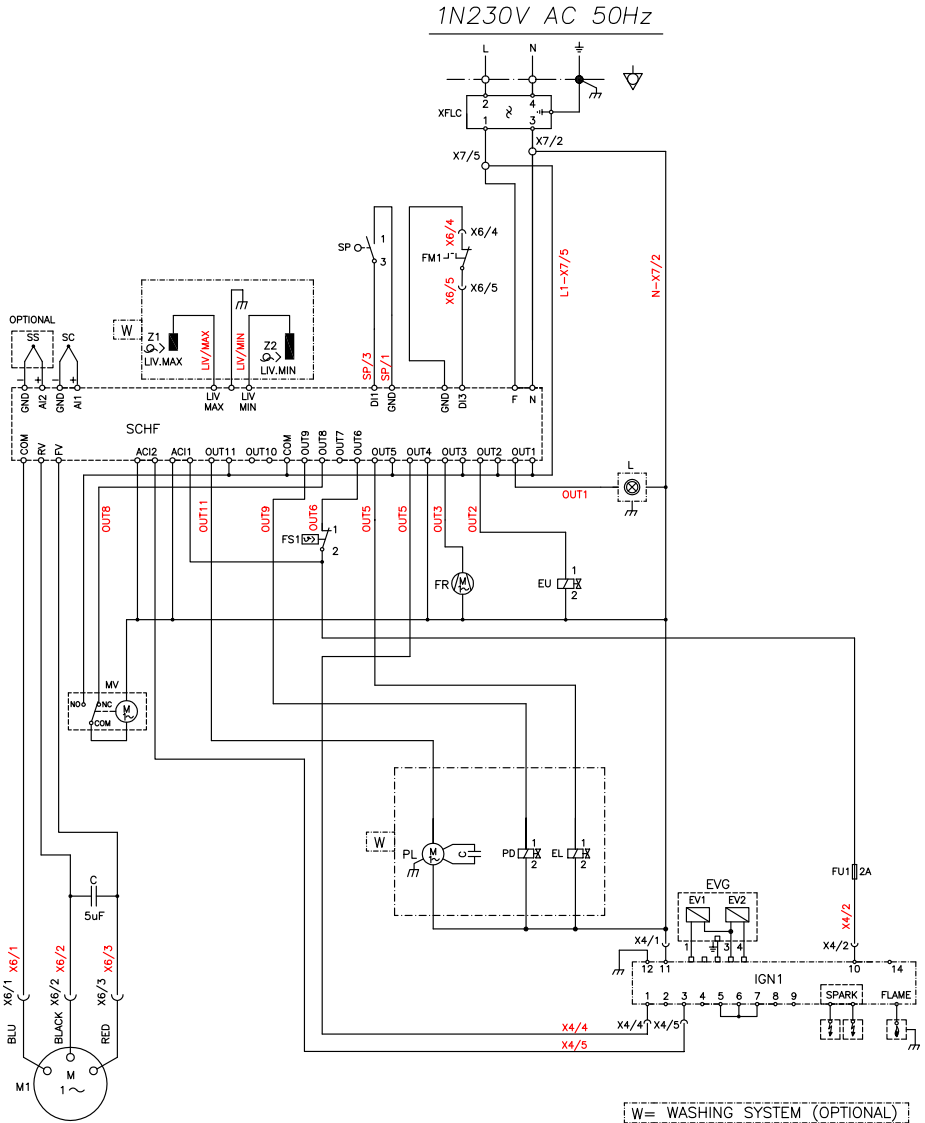 1N230V AC 50Hz
L N
2 4
XFLC
1 3
X7/5 X7/2
L1-X7/5
N-X7/2
SP 1
3
SP/3
SP/1
X6/4 X6/4
FM1
X6/5 X6/5
W
Z1
LIV.MAX
LIV/MAX
LIV/MIN
Z2
LIV.MIN
OPTIONAL
SS SC
- + - +
GND AI2 GND AI1
LIV MAX
LIV MIN
DI1 GND GND DI3 F N
SCHF
COM RV FV ACI2 ACI1 OUT11 OUT10 COM OUT9 OUT8 OUT7 OUT6 OUT5 OUT4 OUT3 OUT2 OUT1
OUT8
OUT11
OUT9
OUT6
OUT5
OUT5
OUT3
OUT2
OUT1
L
FS1 1
2
FR M
EU 1
2
MV
NO NC
COM
M
W
PL M C
PD 1
2
EL 1
2
FU1 2A
X4/2
X4/2
EVG
EV1 EV2
1 3 4
X4/1
12 11 10 14
IGN1
1 2 3 4 5 6 7 8 9
SPARK FLAME
X4/4 X4/5
X4/4
X4/5
C
5uF
X6/1 X6/2 X6/3
X6/1 X6/2 X6/3
BLU BLACK RED
M1
M
1
W= WASHING SYSTEM (OPTIONAL)